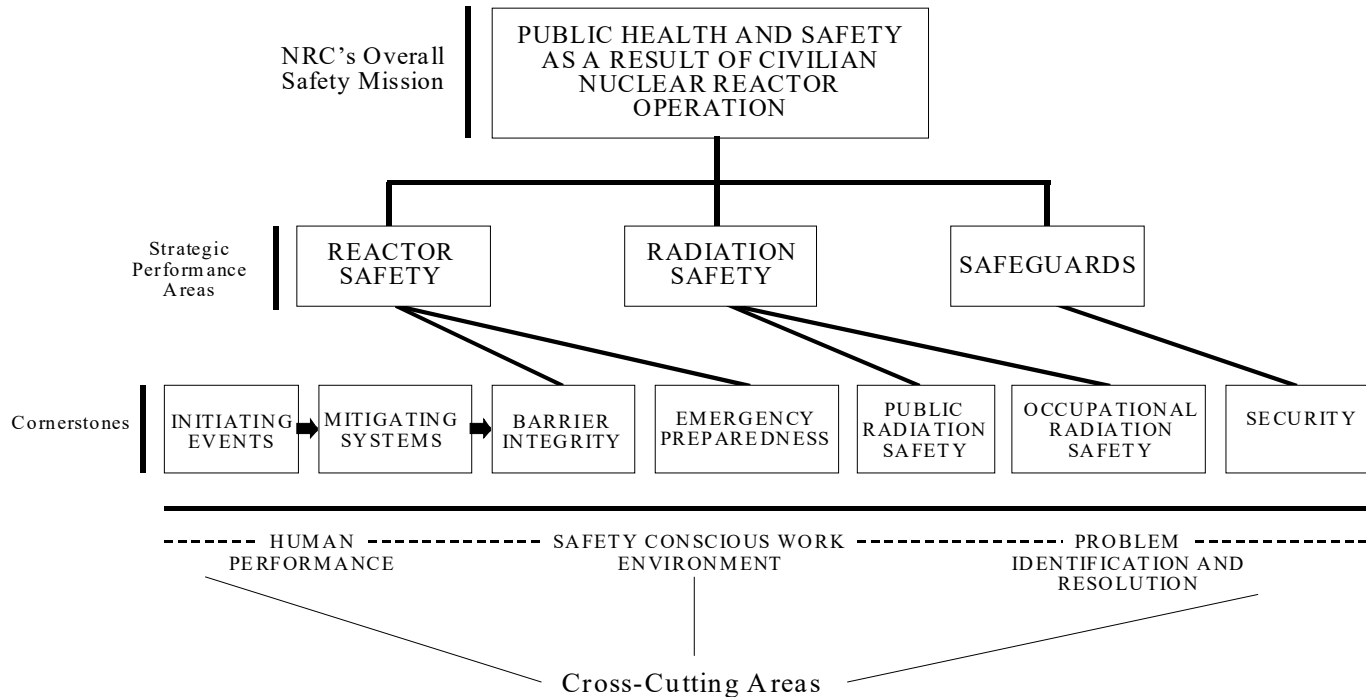 NRC's Overall
Safety Mission
PUBLIC HEALTH AND SAFETY
AS A RESULT OF CIVILIAN
NUCLEAR REACTOR
OPERATION
Strategic
Performance
Areas
REACTOR
SAFETY
RADIATION
SAFETY
SAFEGUARDS
Cornerstones
INITIATING
EVENTS
MITIGATING
SYSTEMS
BARRIER
INTEGRITY
EMERGENCY
PREPAREDNESS
PUBLIC
RADIATION
SAFETY
OCCUPATIONAL
RADIATION
SAFETY
SECURITY
HUMAN
PERFORMANCE
SAFETY CONSCIOUS WORK
ENVIRONMENT
PROBLEM
IDENTIFICATION AND
RESOLUTION
Cross-Cutting Areas